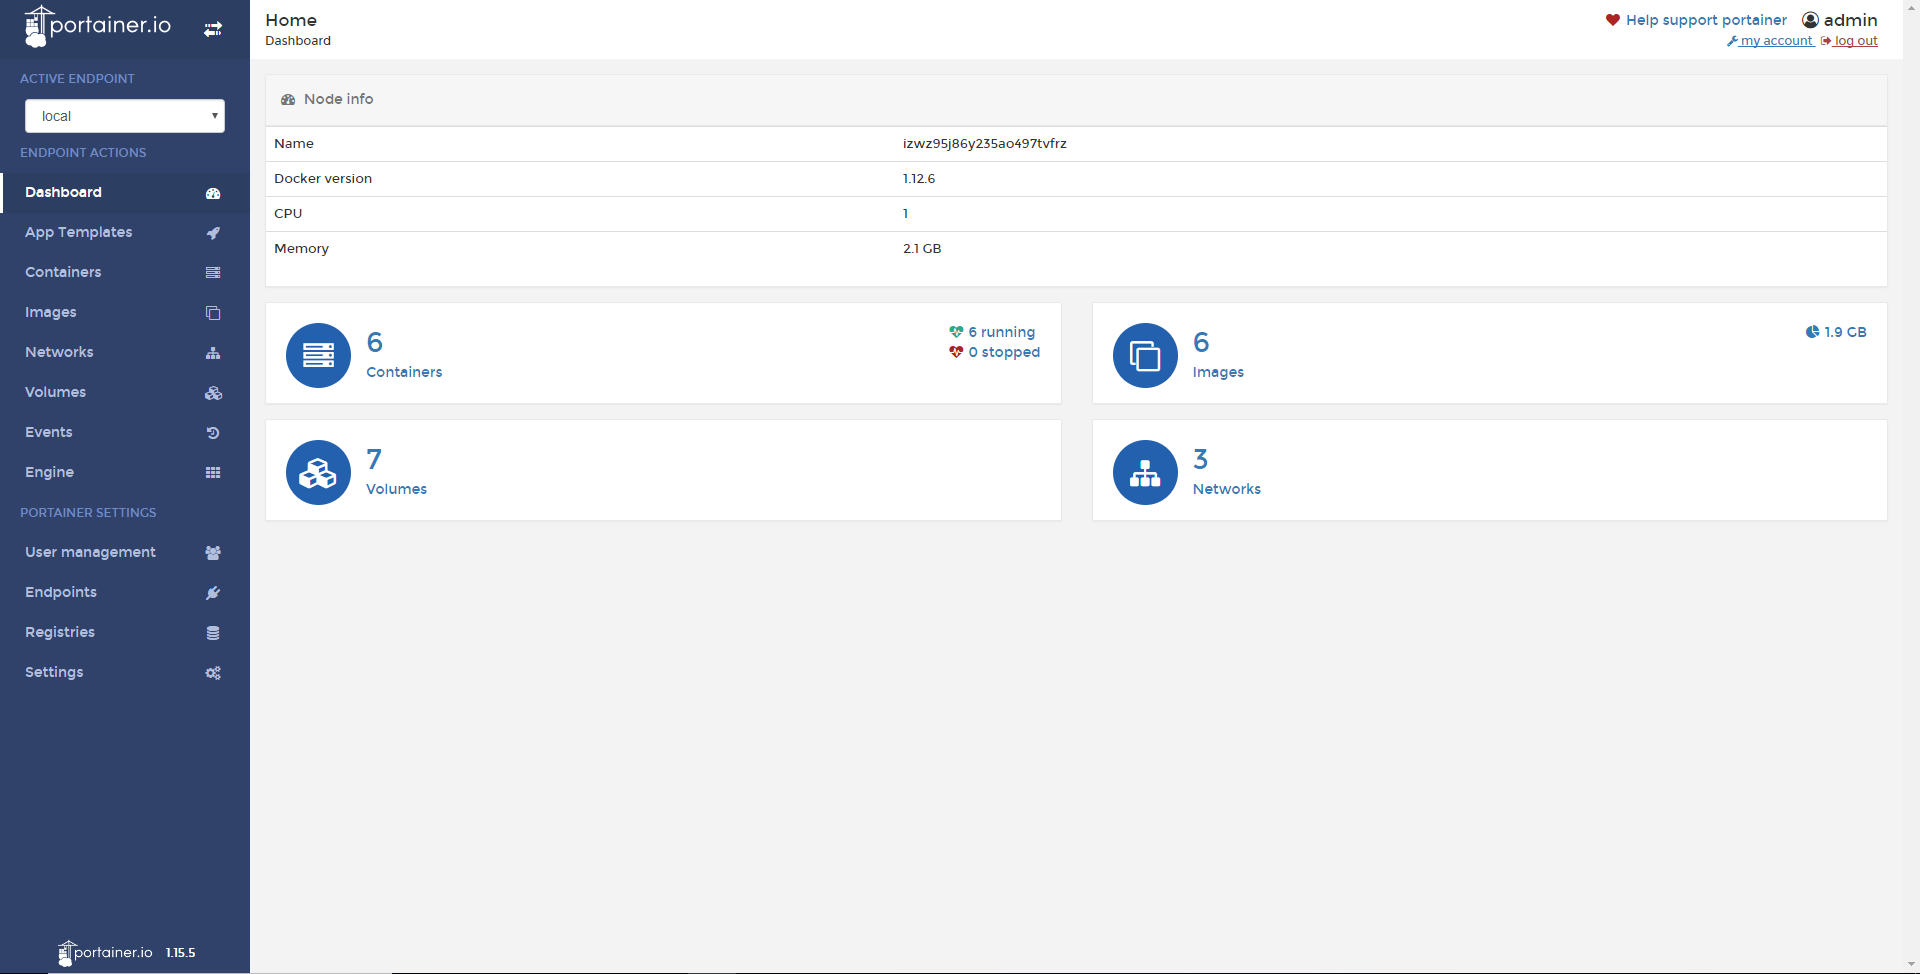 portainer.io
ACTIVE ENDPOINT
local
ENDPOINT ACTIONS
Dashboard
App Templates
Containers
Images
Networks
Volumes
Events
Engine
PORTAINER SETTINGS
User management
Endpoints
Registries
Settings
portainer.io 1.15.5
Home
Dashboard
Help support portainer admin
my account log out
Node info
Name izwz95j86y235ao497tvfrz
Docker version 1.12.6
CPU 1
Memory 2.1 GB
6
Containers
6 running
0 stopped
6
Images
1.9 GB
7
Volumes
3
Networks